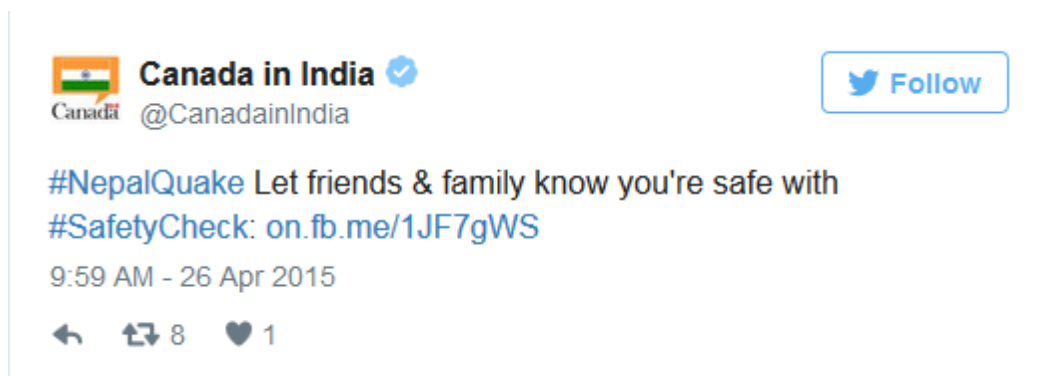 Canada in India
Canada
@CanadainIndia
Follow
#NepalQuake Let friends & family know you're safe with
#SafetyCheck: on.fb.me/1JF7gWS
9:59 AM - 26 Apr 2015
8 1